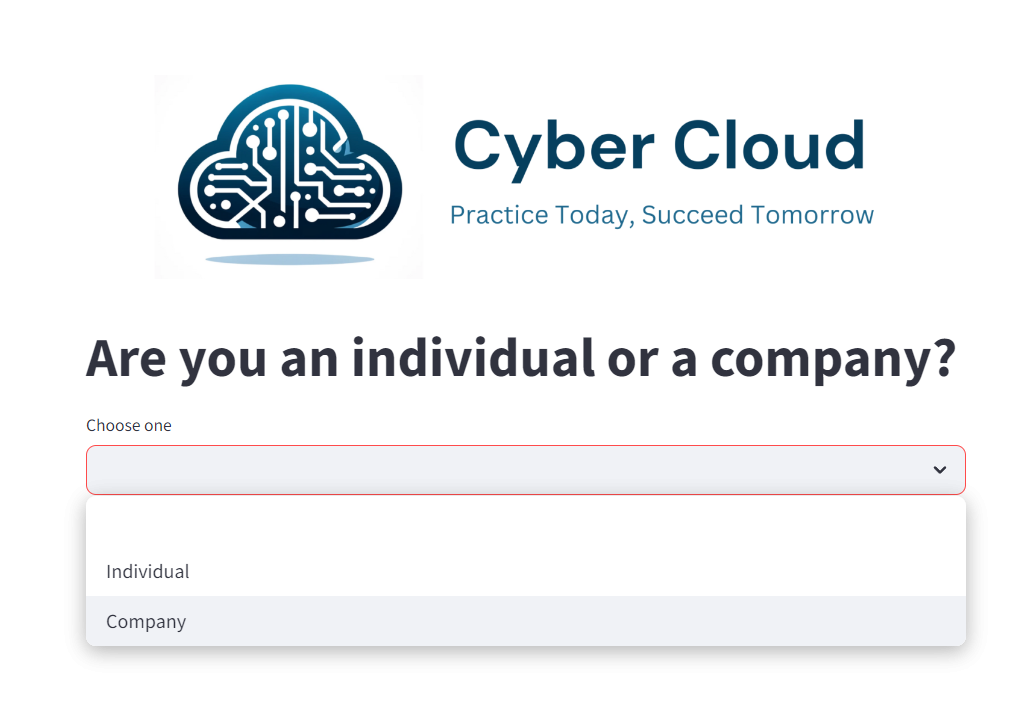 Cyber Cloud
Practice Today, Succeed Tomorrow
Are you an individual or a company?
Choose one
Individual
Company